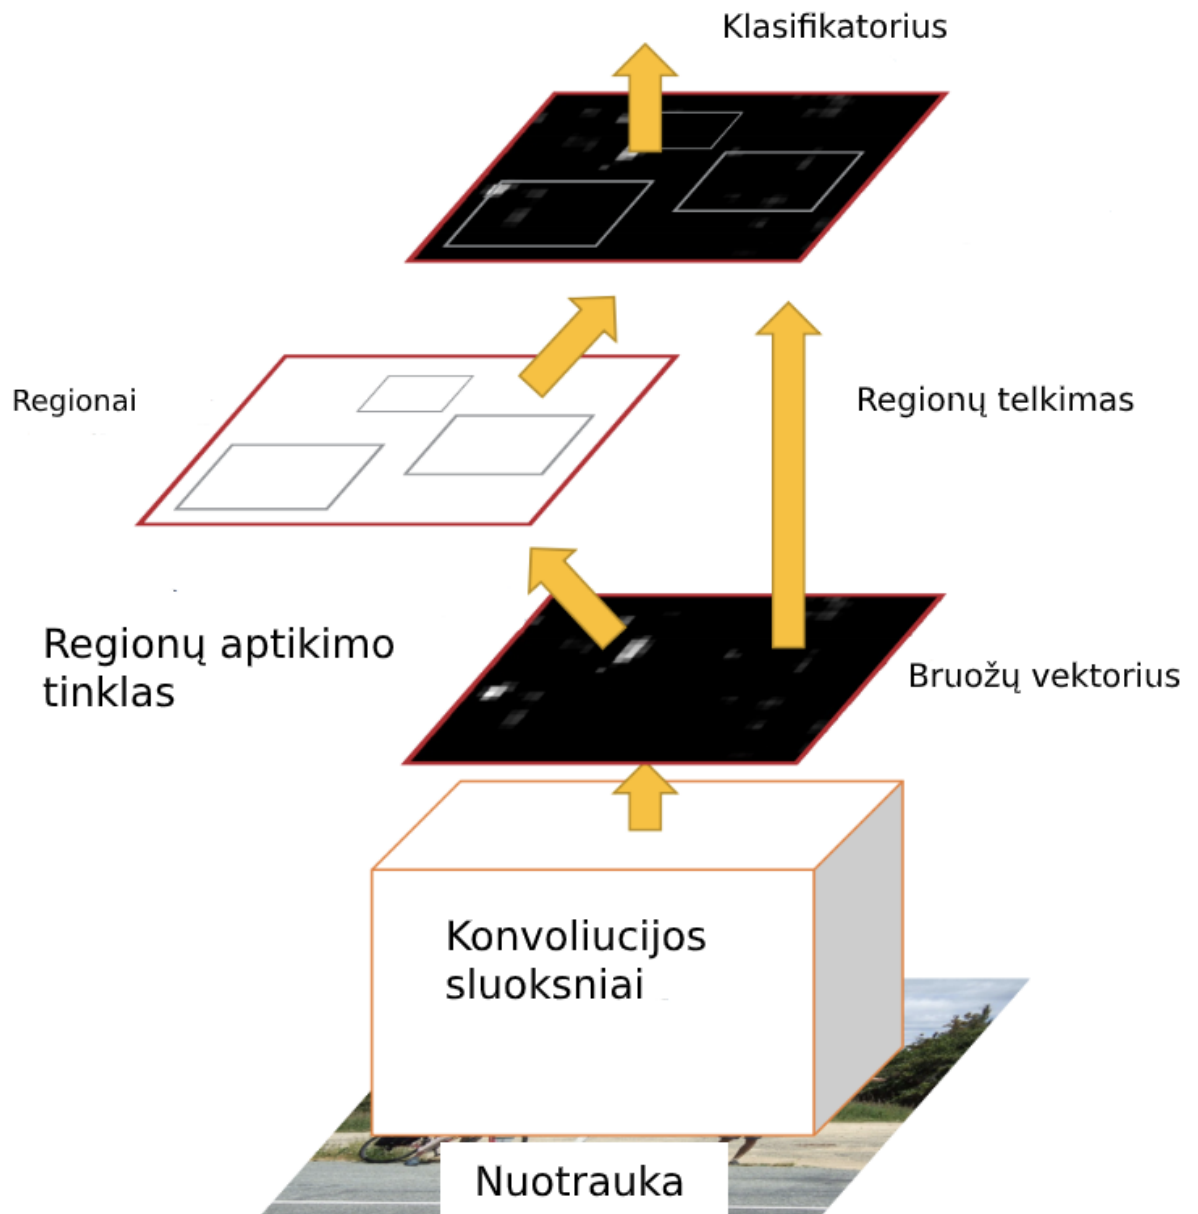 Klasifikatorius
Regionai
Regionų telkimas
Regionų aptikimo
tinklas
Bruožų vektorius
Konvoliucijos
sluoksniai
Nuotrauka